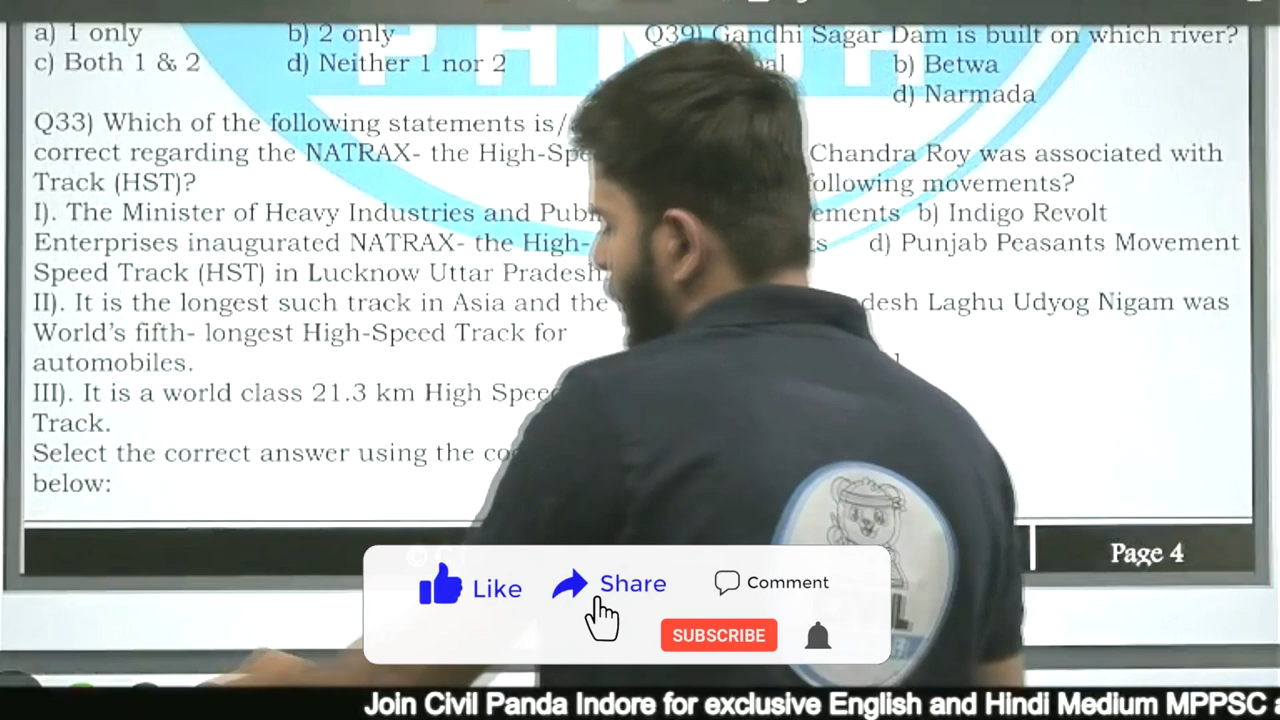 a) 1 only b) 2 only
c) Both 1 & 2 d) Neither 1 nor 2
Q33) Which of the following statements is/
correct regarding the NATRAX- the High-Spe
Track (HST)?
I). The Minister of Heavy Industries and Publ
Enterprises inaugurated NATRAX- the High-
Speed Track (HST) in Lucknow Uttar Pradesh
II). It is the longest such track in Asia and the
World's fifth- longest High-Speed Track for
automobiles.
III). It is a world class 21.3 km High Speed
Track.
Select the correct answer using the co
below:
Q39) Gandhi Sagar Dam is built on which river?
b) Betwa
d) Narmada
Chandra Roy was associated with
following movements?
ements b) Indigo Revolt
ts d) Punjab Peasants Movement
desh Laghu Udyog Nigam was
Page 4
Like Share Comment
SUBSCRIBE
Join Civil Panda Indore for exclusive English and Hindi Medium MPPSC